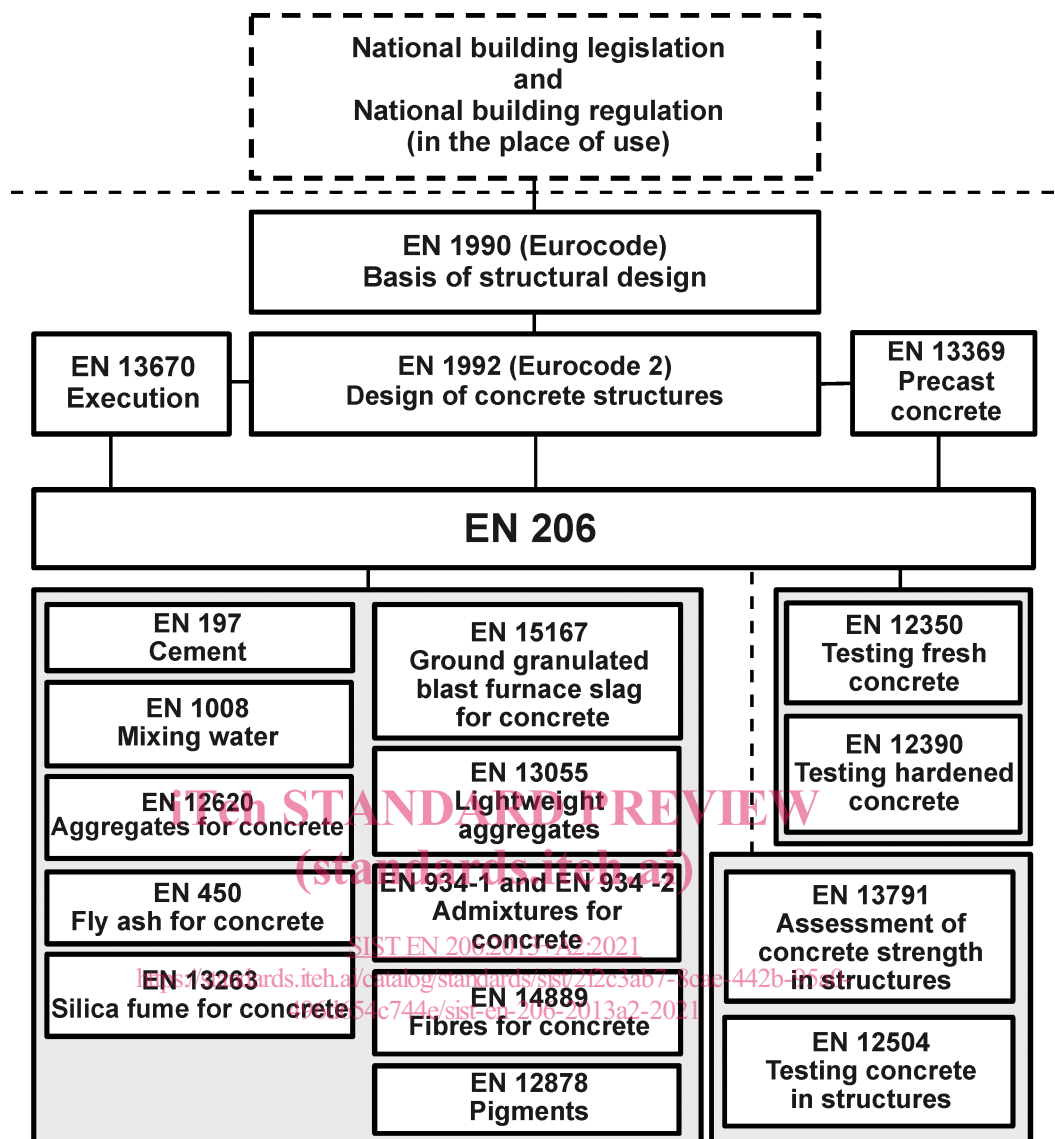 National building legislation
and
National building regulation
(in the place of use)
EN 1990 (Eurocode)
Basis of structural design
EN 13670
Execution
EN 1992 (Eurocode 2)
Design of concrete structures
EN 13369
Precast
concrete
EN 206
EN 197
Cement
EN 1008
Mixing water
EN 12620
Aggregates for concrete
EN 450
Fly ash for concrete
EN 13263
Silica fume for concrete
EN 15167
Ground granulated
blast furnace slag
for concrete
EN 13055
Lightweight
aggregates
EN 934-1 and EN 934 -2
Admixtures for
concrete
EN 14889
Fibres for concrete
EN 12878
Pigments
EN 12350
Testing fresh
concrete
EN 12390
Testing hardened
concrete
EN 13791
Assessment of
concrete strength
in structures
EN 12504
Testing concrete
in structures
iTeh STANDARD PREVIEW
(standards.iteh.ai)
SIST EN 206:2013+A2:2021